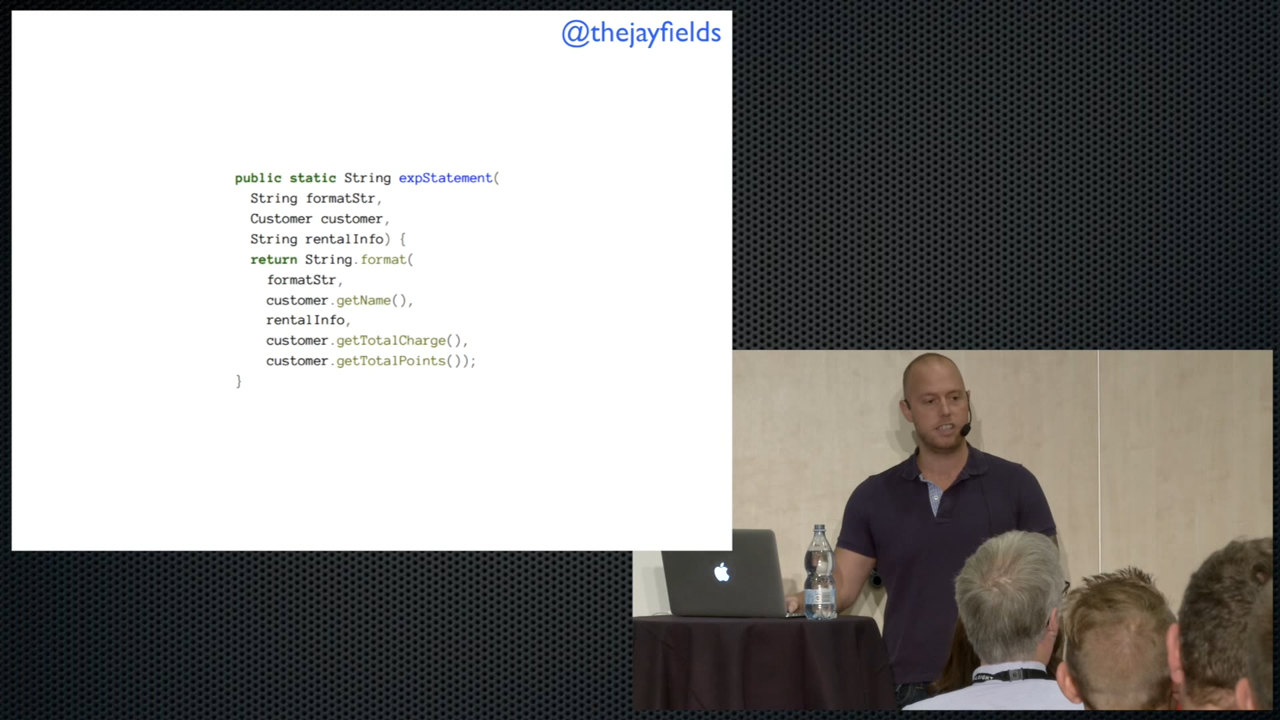 @thejayfields
public static String expStatement(
String formatStr,
Customer customer,
String rentalInfo) {
return String.format(
formatStr,
customer.getName(),
rentalInfo,
customer.getTotalCharge(),
customer.getTotalPoints());
}